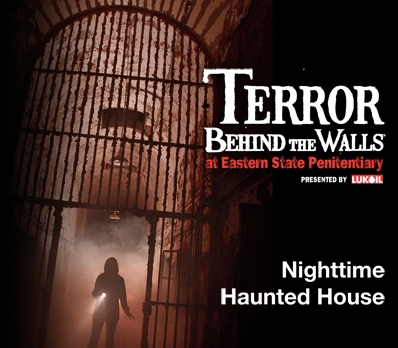 TERROR
BEHIND THE WALLS
at Eastern State Penitentiary
PRESENTED BY LUKOIL
Nighttime
Haunted House